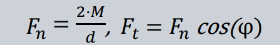 Fₙ = 2·M/d, Fₜ = Fₙ cos(φ)